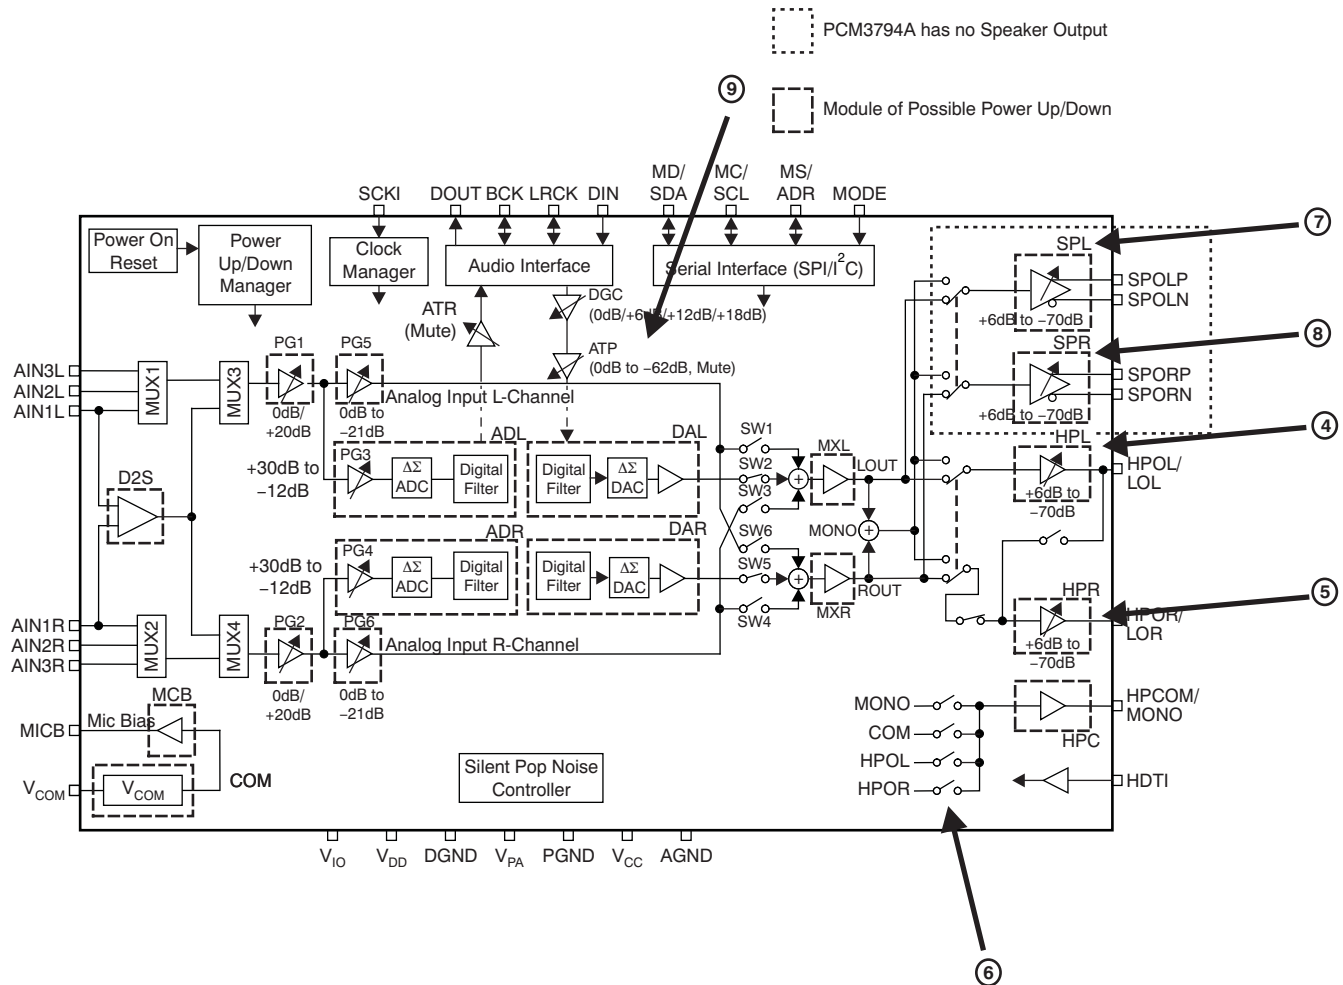 PCM3794A has no Speaker Output
9
Module of Possible Power Up/Down
SCKI
DOUT
BCK
LRCK
DIN
MD/
SDA
MC/
SCL
MS/
ADR
MODE
7
Power On
Reset
Power
Up/Down
Manager
Clock
Manager
Audio Interface
Serial Interface (SPI/I²C)
SPL
SPOLP
SPOLN
+6dB to −70dB
ATR
(Mute)
DGC
(0dB/+6dB/+12dB/+18dB)
ATP
(0dB to −62dB, Mute)
8
SPR
SPORP
SPORN
+6dB to −70dB
AIN3L
AIN2L
AIN1L
MUX1
MUX3
PG1
0dB/
+20dB
PG5
0dB to
−21dB
Analog Input L-Channel
4
HPL
HPOL/
LOL
+6dB to
−70dB
ADL
PG3
+30dB to
−12dB
ΔΣ
ADC
Digital
Filter
DAL
Digital
Filter
ΔΣ
DAC
SW1
SW2
SW3
MXL
LOUT
D2S
MONO
ADR
PG4
+30dB to
−12dB
ΔΣ
ADC
Digital
Filter
DAR
Digital
Filter
ΔΣ
DAC
SW6
SW5
SW4
MXR
ROUT
5
HPR
HPOR/
LOR
+6dB to
−70dB
AIN1R
AIN2R
AIN3R
MUX2
MUX4
PG2
0dB/
+20dB
PG6
0dB to
−21dB
Analog Input R-Channel
MICB
Mic Bias
MCB
V_COM
V_COM
COM
Silent Pop Noise
Controller
MONO
COM
HPOL
HPOR
HPC
HPCOM/
MONO
HDTI
V_IO
V_DD
DGND
V_PA
PGND
V_CC
AGND
6